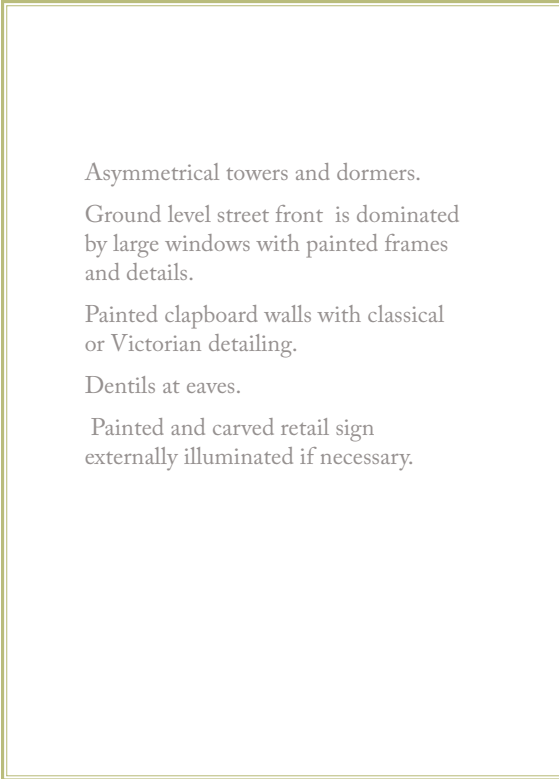 Asymmetrical towers and dormers.
Ground level street front  is dominated
by large windows with painted frames
and details.
Painted clapboard walls with classical
or Victorian detailing.
Dentils at eaves.
Painted and carved retail sign
externally illuminated if necessary.